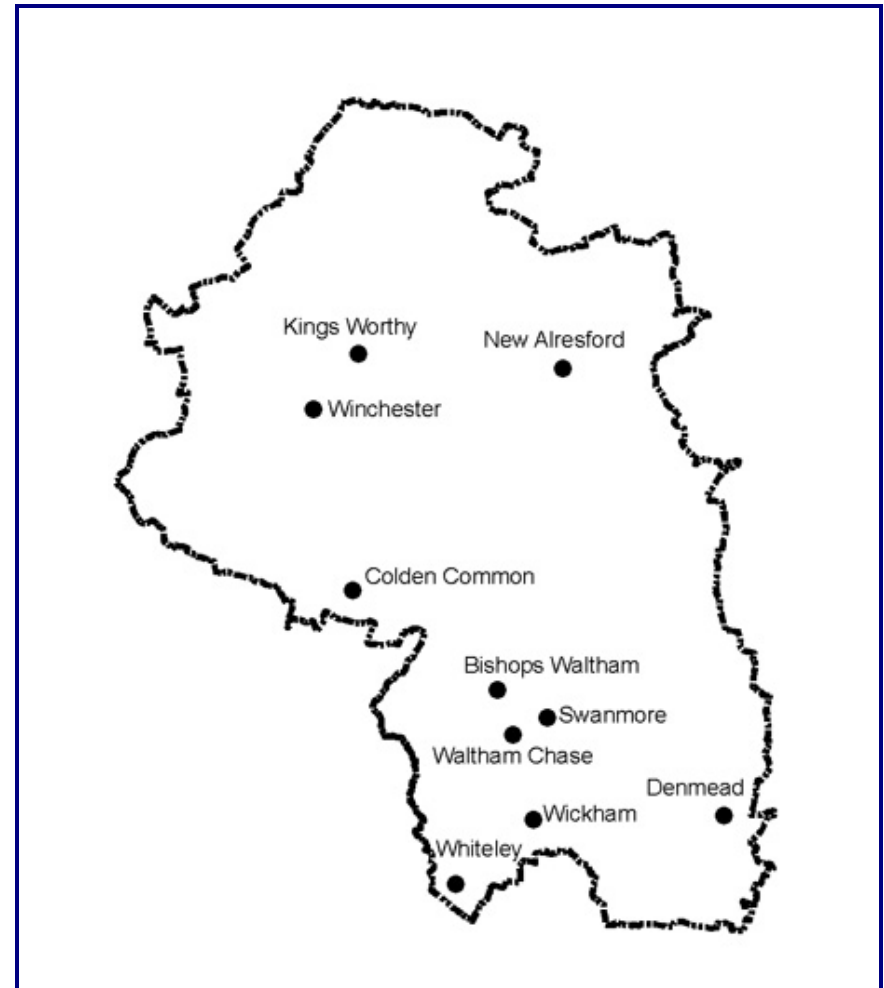 Kings Worthy
New Alresford
Winchester
Colden Common
Bishops Waltham
Swanmore
Waltham Chase
Denmead
Wickham
Whiteley